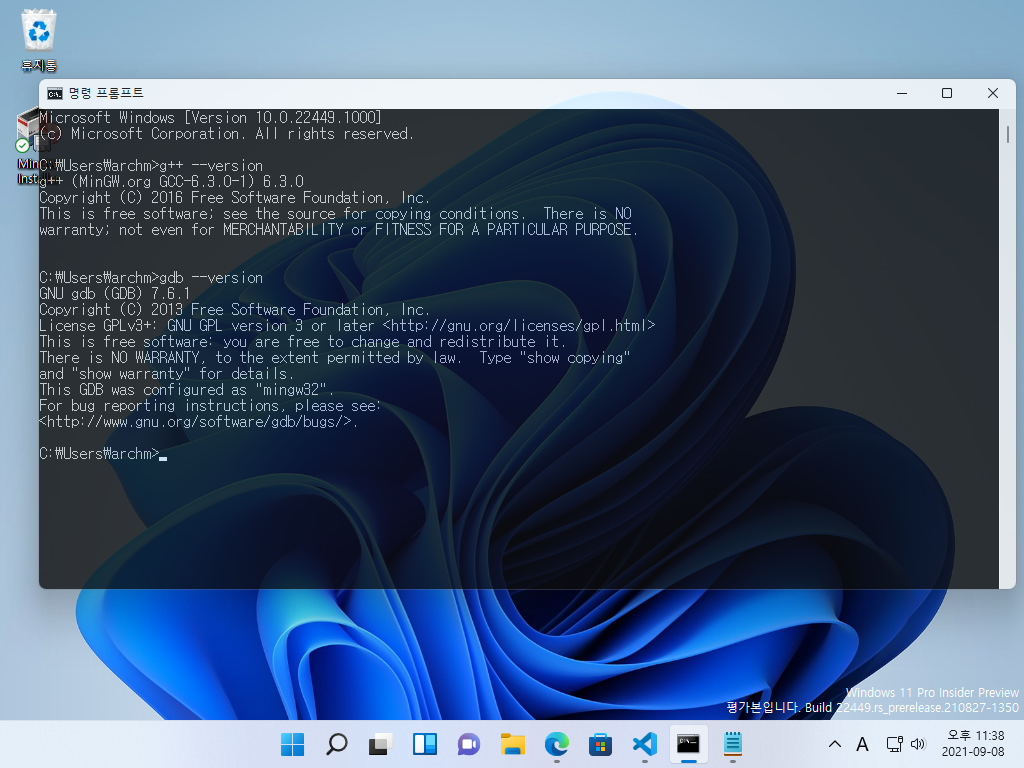 휴지통
명령 프롬프트
Microsoft Windows [Version 10.0.22449.1000]
(c) Microsoft Corporation. All rights reserved.
C:₩Users₩archm>g++ --version
g++ (MinGW.org GCC-6.3.0-1) 6.3.0
Copyright (C) 2016 Free Software Foundation, Inc.
This is free software; see the source for copying conditions.  There is NO
warranty; not even for MERCHANTABILITY or FITNESS FOR A PARTICULAR PURPOSE.
C:₩Users₩archm>gdb --version
GNU gdb (GDB) 7.6.1
Copyright (C) 2013 Free Software Foundation, Inc.
License GPLv3+: GNU GPL version 3 or later <http://gnu.org/licenses/gpl.html>
This is free software: you are free to change and redistribute it.
There is NO WARRANTY, to the extent permitted by law.  Type "show copying"
and "show warranty" for details.
This GDB was configured as "mingw32".
For bug reporting instructions, please see:
<http://www.gnu.org/software/gdb/bugs/>.
C:₩Users₩archm>
Windows 11 Pro Insider Preview
평가본입니다. Build 22449.rs_prerelease.210827-1350
A
오후 11:38
2021-09-08